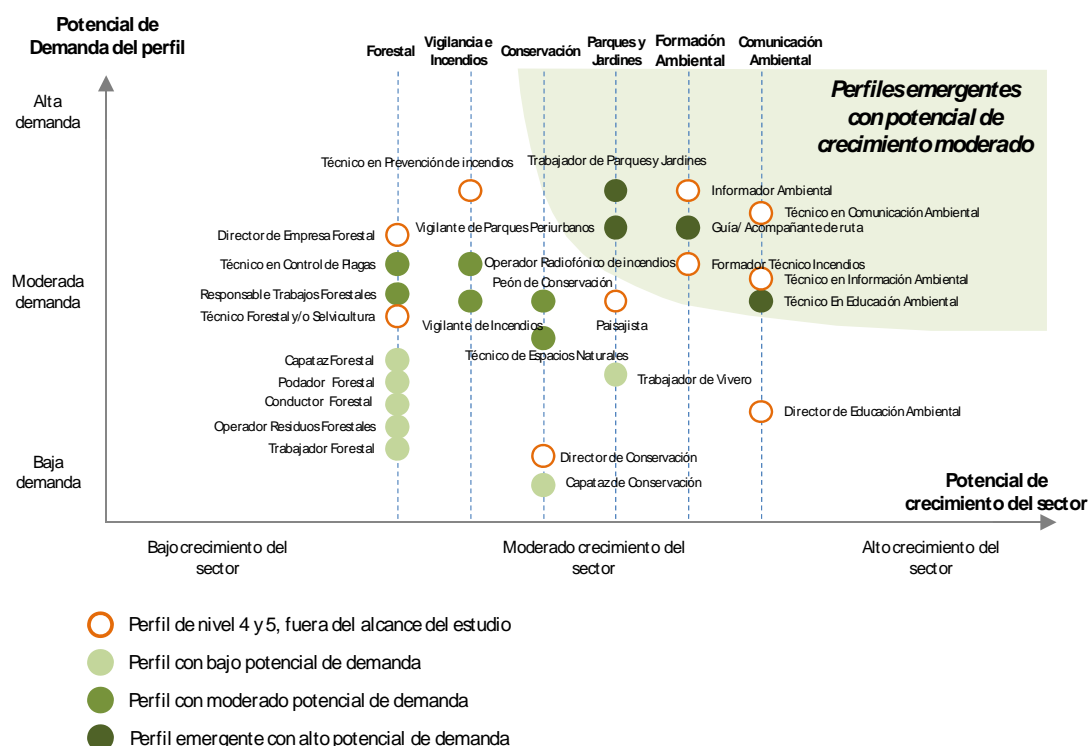 Potencial de
Demanda del perfil
Forestal
Vigilancia e
Incendios
Conservación
Parques y
Jardines
Formación
Ambiental
Comunicación
Ambiental
Alta
demanda
Perfiles emergentes
con potencial de
crecimiento moderado
Técnico en Prevención de incendios
Trabajador de Parques y Jardines
Informador Ambiental
Técnico en Comunicación Ambiental
Director de Empresa Forestal
Vigilante de Parques Periurbanos
Guía/ Acompañante de ruta
Técnico en Control de Plagas
Operador Radiofónico de incendios
Formador Técnico Incendios
Moderada
demanda
Técnico en Información Ambiental
Peón de Conservación
Responsable Trabajos Forestales
Técnico En Educación Ambiental
Técnico Forestal y/o Selvicultura
Vigilante de Incendios
Paisajista
Técnico de Espacios Naturales
Capataz Forestal
Podador Forestal
Trabajador de Vivero
Conductor Forestal
Director de Educación Ambiental
Operador Residuos Forestales
Trabajador Forestal
Baja
demanda
Director de Conservación
Capataz de Conservación
Potencial de
crecimiento del sector
Bajo crecimiento del
sector
Moderado crecimiento del
sector
Alto crecimiento del
sector
Perfil de nivel 4 y 5, fuera del alcance del estudio
Perfil con bajo potencial de demanda
Perfil con moderado potencial de demanda
Perfil emergente con alto potencial de demanda